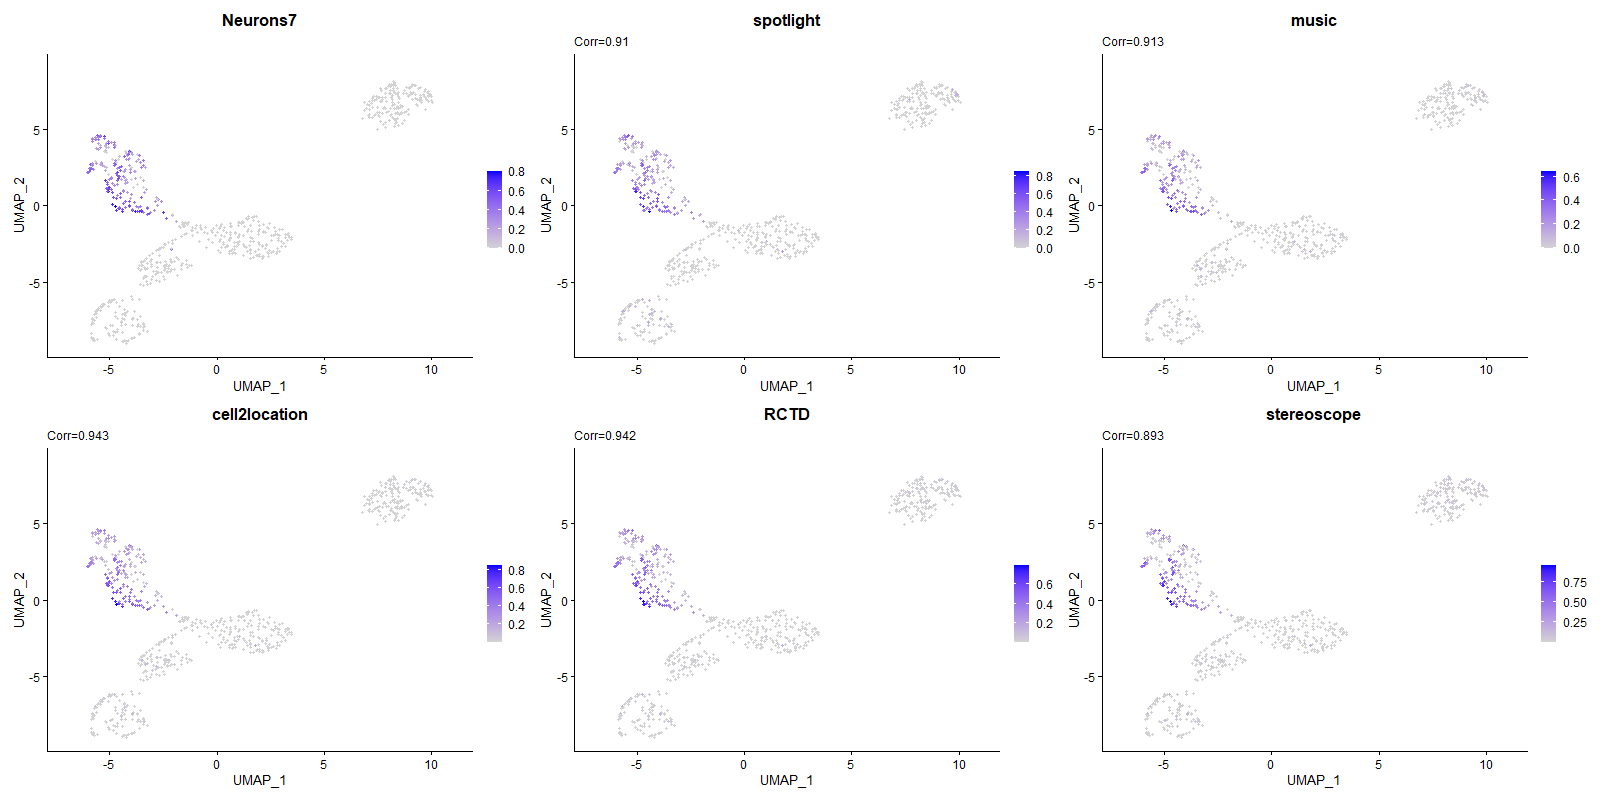 Neurons7
UMAP_2
5
0
-5
-5
0
5
10
UMAP_1
0.8
0.6
0.4
0.2
0.0
spotlight
Corr=0.91
UMAP_2
5
0
-5
-5
0
5
10
UMAP_1
0.8
0.6
0.4
0.2
0.0
music
Corr=0.913
UMAP_2
5
0
-5
-5
0
5
10
UMAP_1
0.6
0.4
0.2
0.0
cell2location
Corr=0.943
UMAP_2
5
0
-5
-5
0
5
10
UMAP_1
0.8
0.6
0.4
0.2
RCTD
Corr=0.942
UMAP_2
5
0
-5
-5
0
5
10
UMAP_1
0.6
0.4
0.2
stereoscope
Corr=0.893
UMAP_2
5
0
-5
-5
0
5
10
UMAP_1
0.75
0.50
0.25